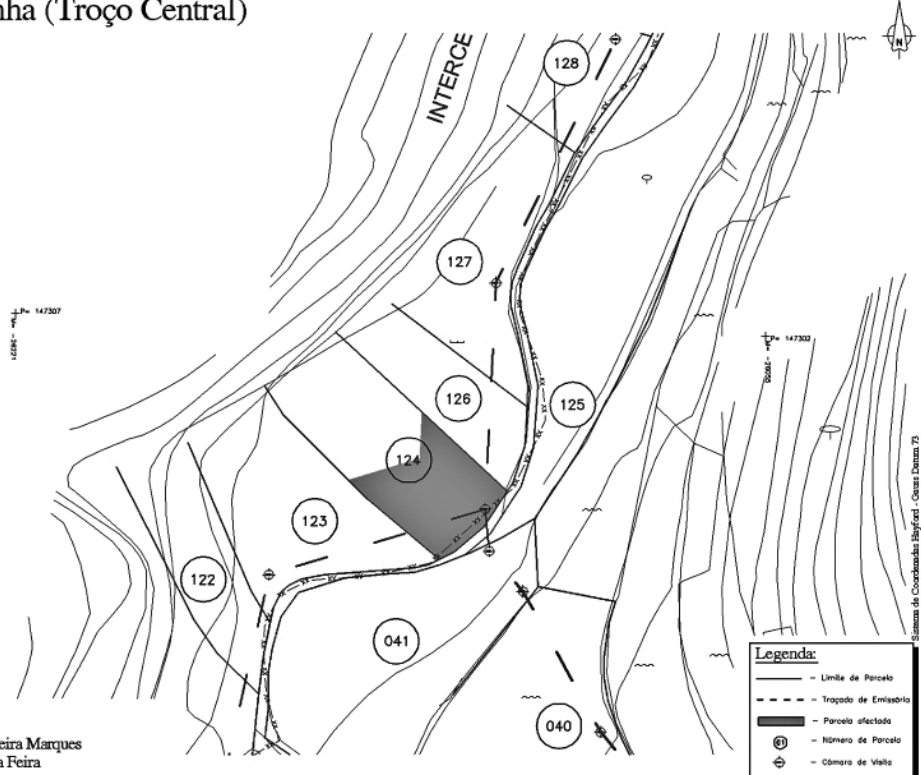 nha (Troço Central)
N
INTERCE
128
127
P= 147307
P= 147302
126
125
124
123
122
041
040
Sistema de Coordenadas Hayford - Gauss Datum 73
Legenda:
- Limite de Parcela
- Traçado de Emissário
- Parcela afectada
- Número de Parcela
- Câmara de Visita
eira Marques
a Feira